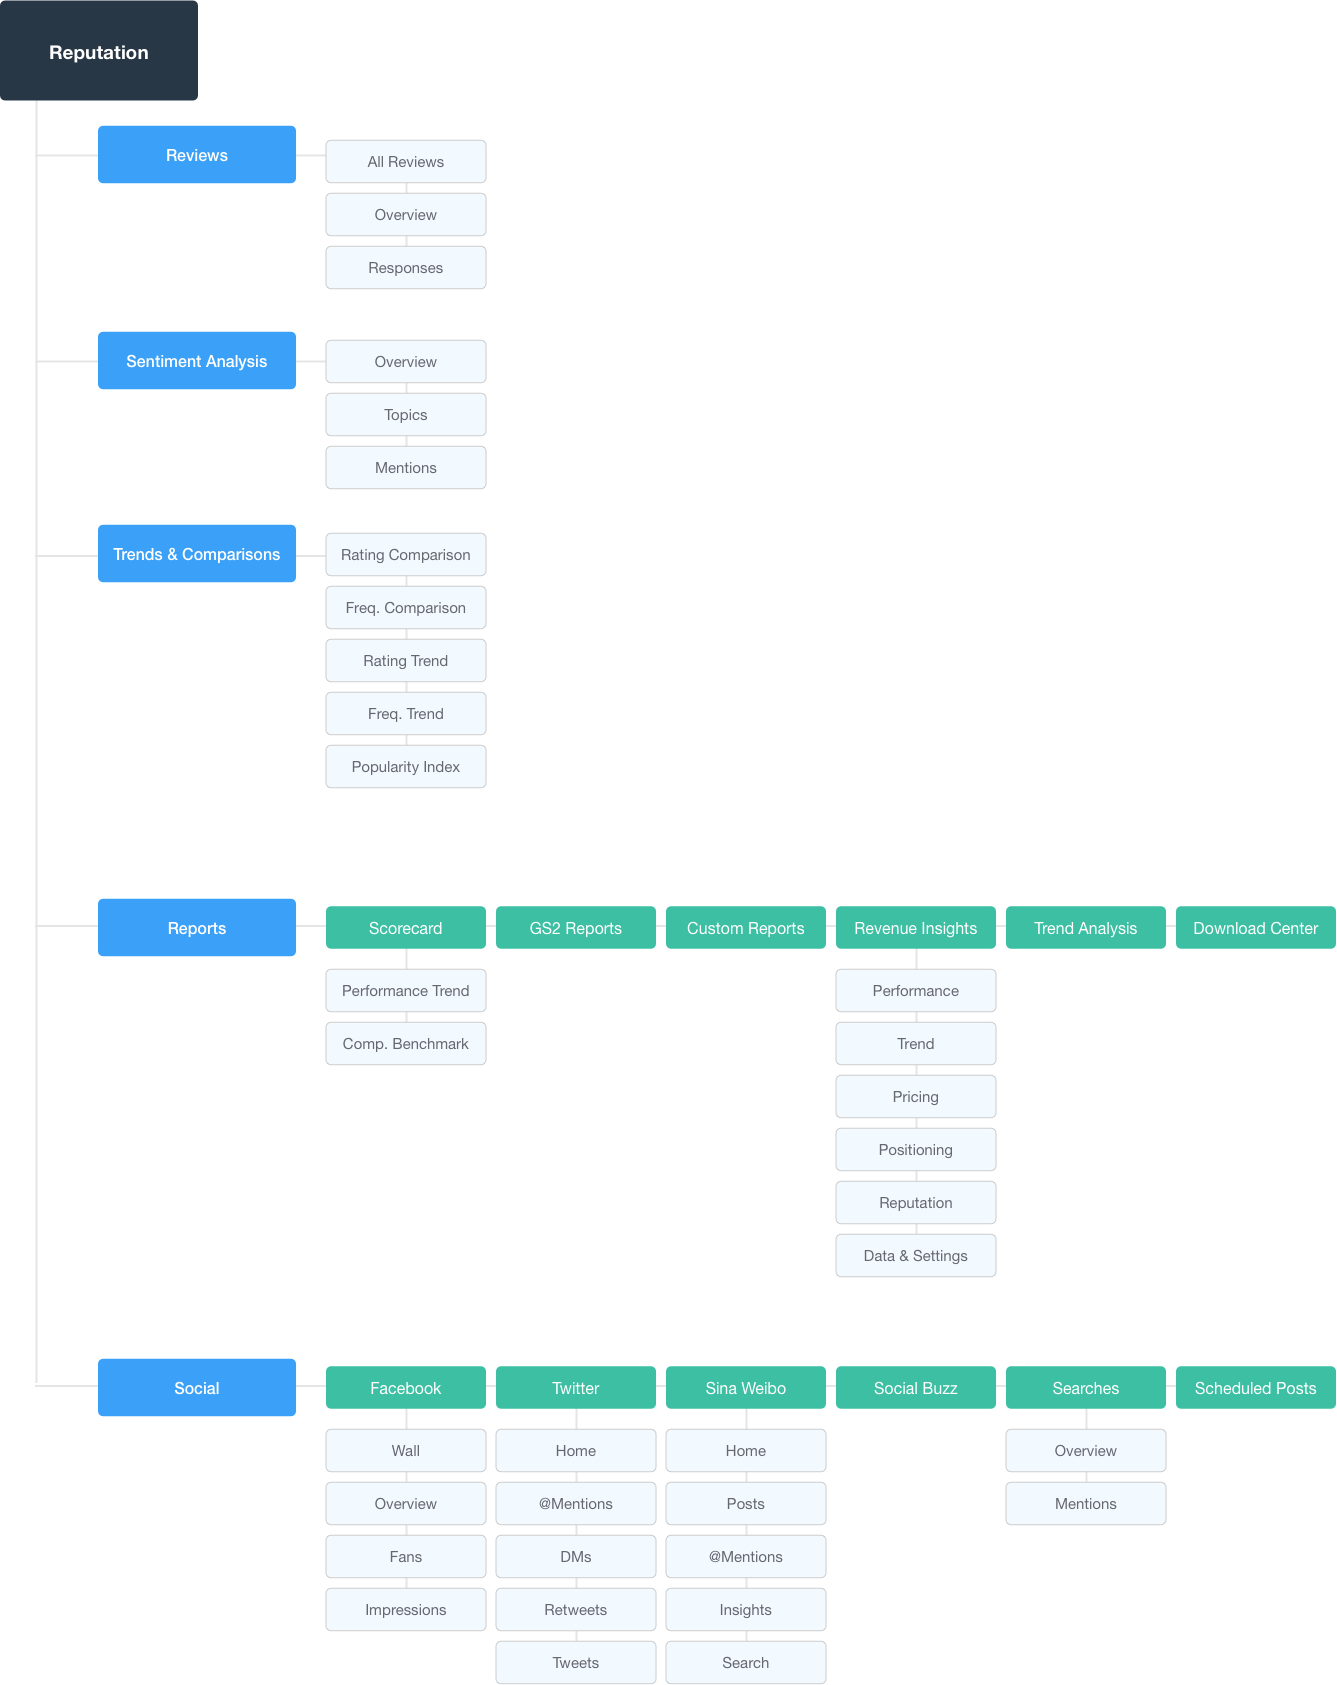 Reputation
Reviews
All Reviews
Overview
Responses
Sentiment Analysis
Overview
Topics
Mentions
Trends & Comparisons
Rating Comparison
Freq. Comparison
Rating Trend
Freq. Trend
Popularity Index
Reports
Scorecard
Performance Trend
Comp. Benchmark
GS2 Reports
Custom Reports
Revenue Insights
Performance
Trend
Pricing
Positioning
Reputation
Data & Settings
Trend Analysis
Download Center
Social
Facebook
Wall
Overview
Fans
Impressions
Twitter
Home
@Mentions
DMs
Retweets
Tweets
Sina Weibo
Home
Posts
@Mentions
Insights
Search
Social Buzz
Searches
Overview
Mentions
Scheduled Posts